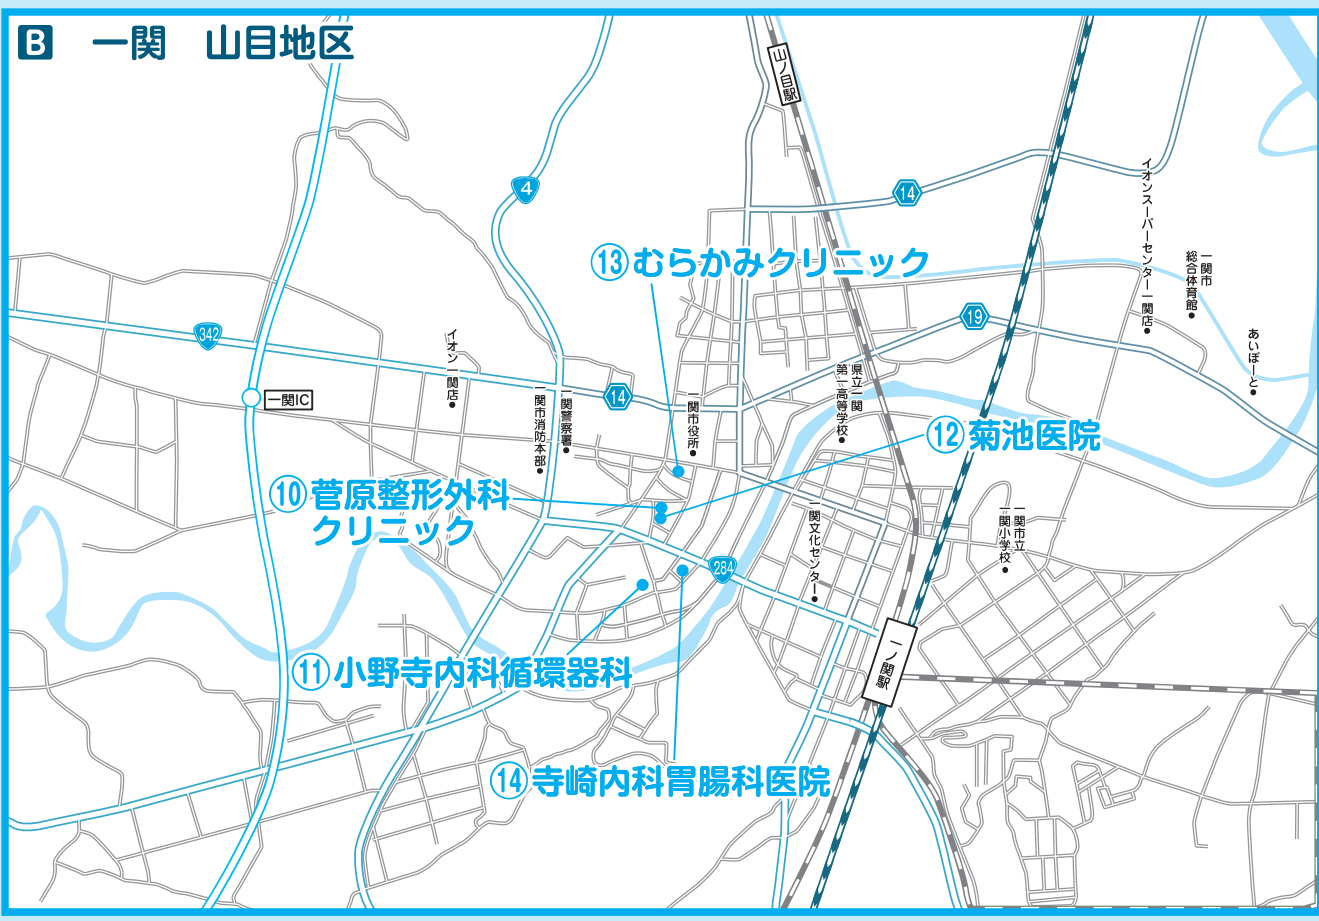 B 一関 山目地区
山ノ目駅
4
14
イオンスーパーセンター一関店
一関市
総合体育館
⑬むらかみクリニック
342
19
イオン一関店
あいぽーと
一関IC
14
県立一関
第一高等学校
一関市役所
一関警察署
一関市消防本部
⑫菊池医院
⑩菅原整形外科
クリニック
一関文化センター
一関市立
一関小学校
284
一ノ関駅
⑪小野寺内科循環器科
⑭寺崎内科胃腸科医院